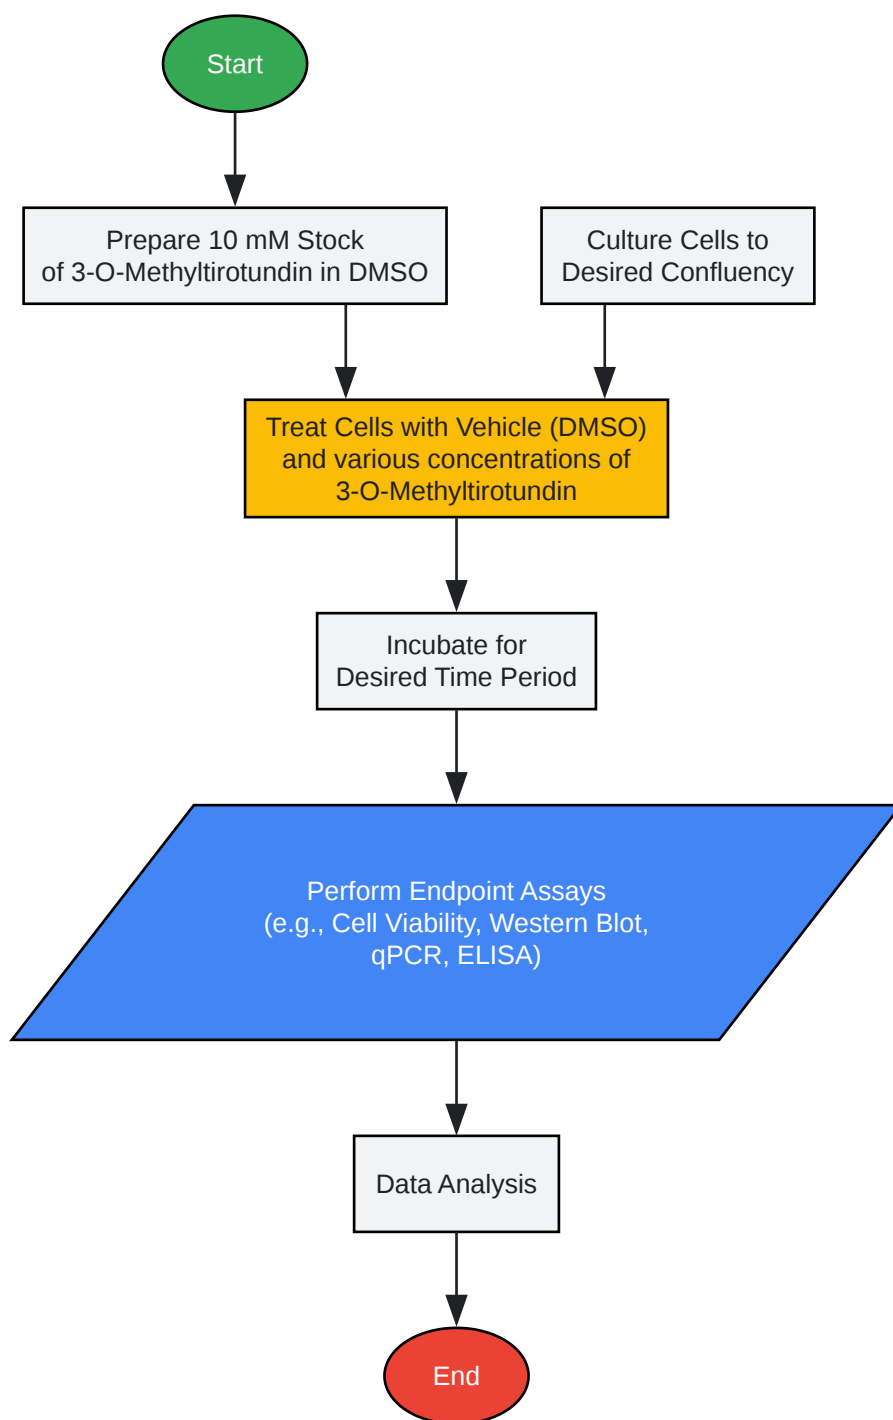 Start
Prepare 10 mM Stock
of 3-O-Methyltirotundin in DMSO
Culture Cells to
Desired Confluency
Treat Cells with Vehicle (DMSO)
and various concentrations of
3-O-Methyltirotundin
Incubate for
Desired Time Period
Perform Endpoint Assays
(e.g., Cell Viability, Western Blot,
qPCR, ELISA)
Data Analysis
End